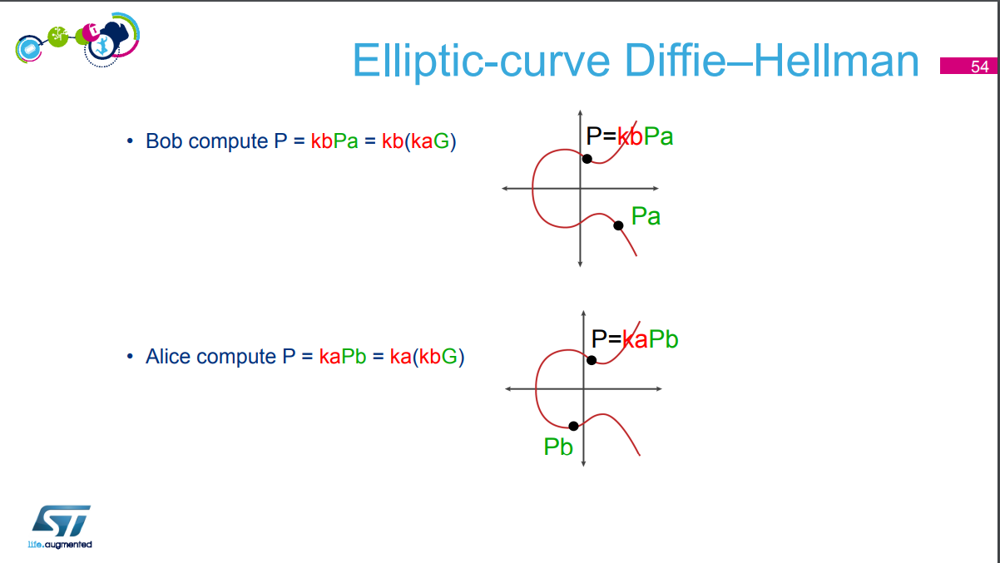 Elliptic-curve Diffie–Hellman
54
• Bob compute P = kbPa = kb(kaG)
P=kbPa
Pa
• Alice compute P = kaPb = ka(kbG)
P=kaPb
Pb
ST
life.augmented